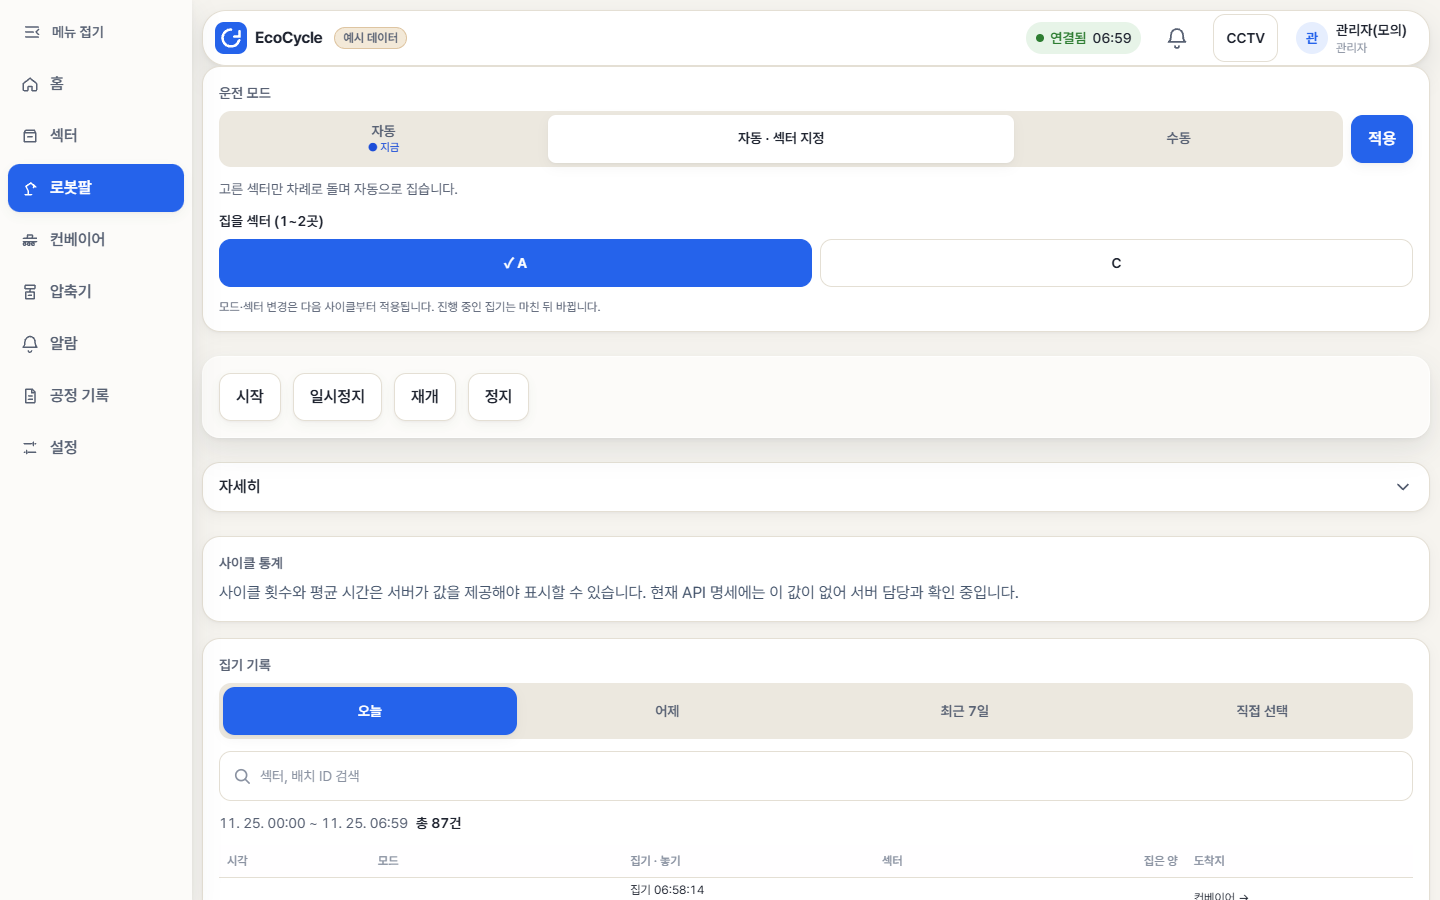 메뉴 접기
홈
섹터
로봇팔
컨베이어
압축기
알람
공정 기록
설정
EcoCycle 예시 데이터
연결됨 06:59
CCTV
관 관리자(모의)
관리자
운전 모드
자동
지금
자동 · 섹터 지정
수동
적용
고른 섹터만 차례로 돌며 자동으로 집습니다.
집을 섹터 (1~2곳)
✓ A
C
모드·섹터 변경은 다음 사이클부터 적용됩니다. 진행 중인 집기는 마친 뒤 바뀝니다.
시작 일시정지 재개 정지
자세히
사이클 통계
사이클 횟수와 평균 시간은 서버가 값을 제공해야 표시할 수 있습니다. 현재 API 명세에는 이 값이 없어 서버 담당과 확인 중입니다.
집기 기록
오늘 어제 최근 7일 직접 선택
섹터, 배치 ID 검색
11. 25. 00:00 ~ 11. 25. 06:59 총 87건
시각 모드 집기 · 놓기 섹터 집은 양 도착지
집기 06:58:14
컨베이어 →